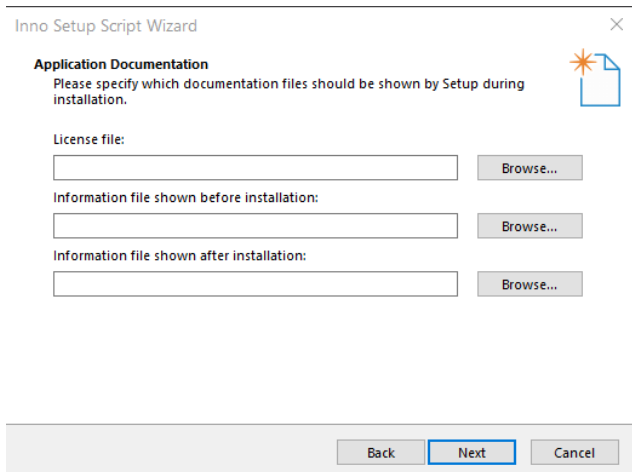 Inno Setup Script Wizard
Application Documentation
Please specify which documentation files should be shown by Setup during
installation.
License file:
Browse...
Information file shown before installation:
Browse...
Information file shown after installation:
Browse...
Back Next Cancel